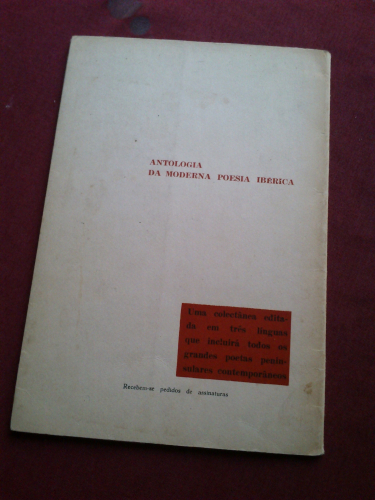 ANTOLOGIA
DA MODERNA POESIA IBÉRICA
Uma colectânea edita-
da em três línguas
que incluirá todos os
grandes poetas penin-
sulares contemporâneos
Recebem-se pedidos de assinaturas